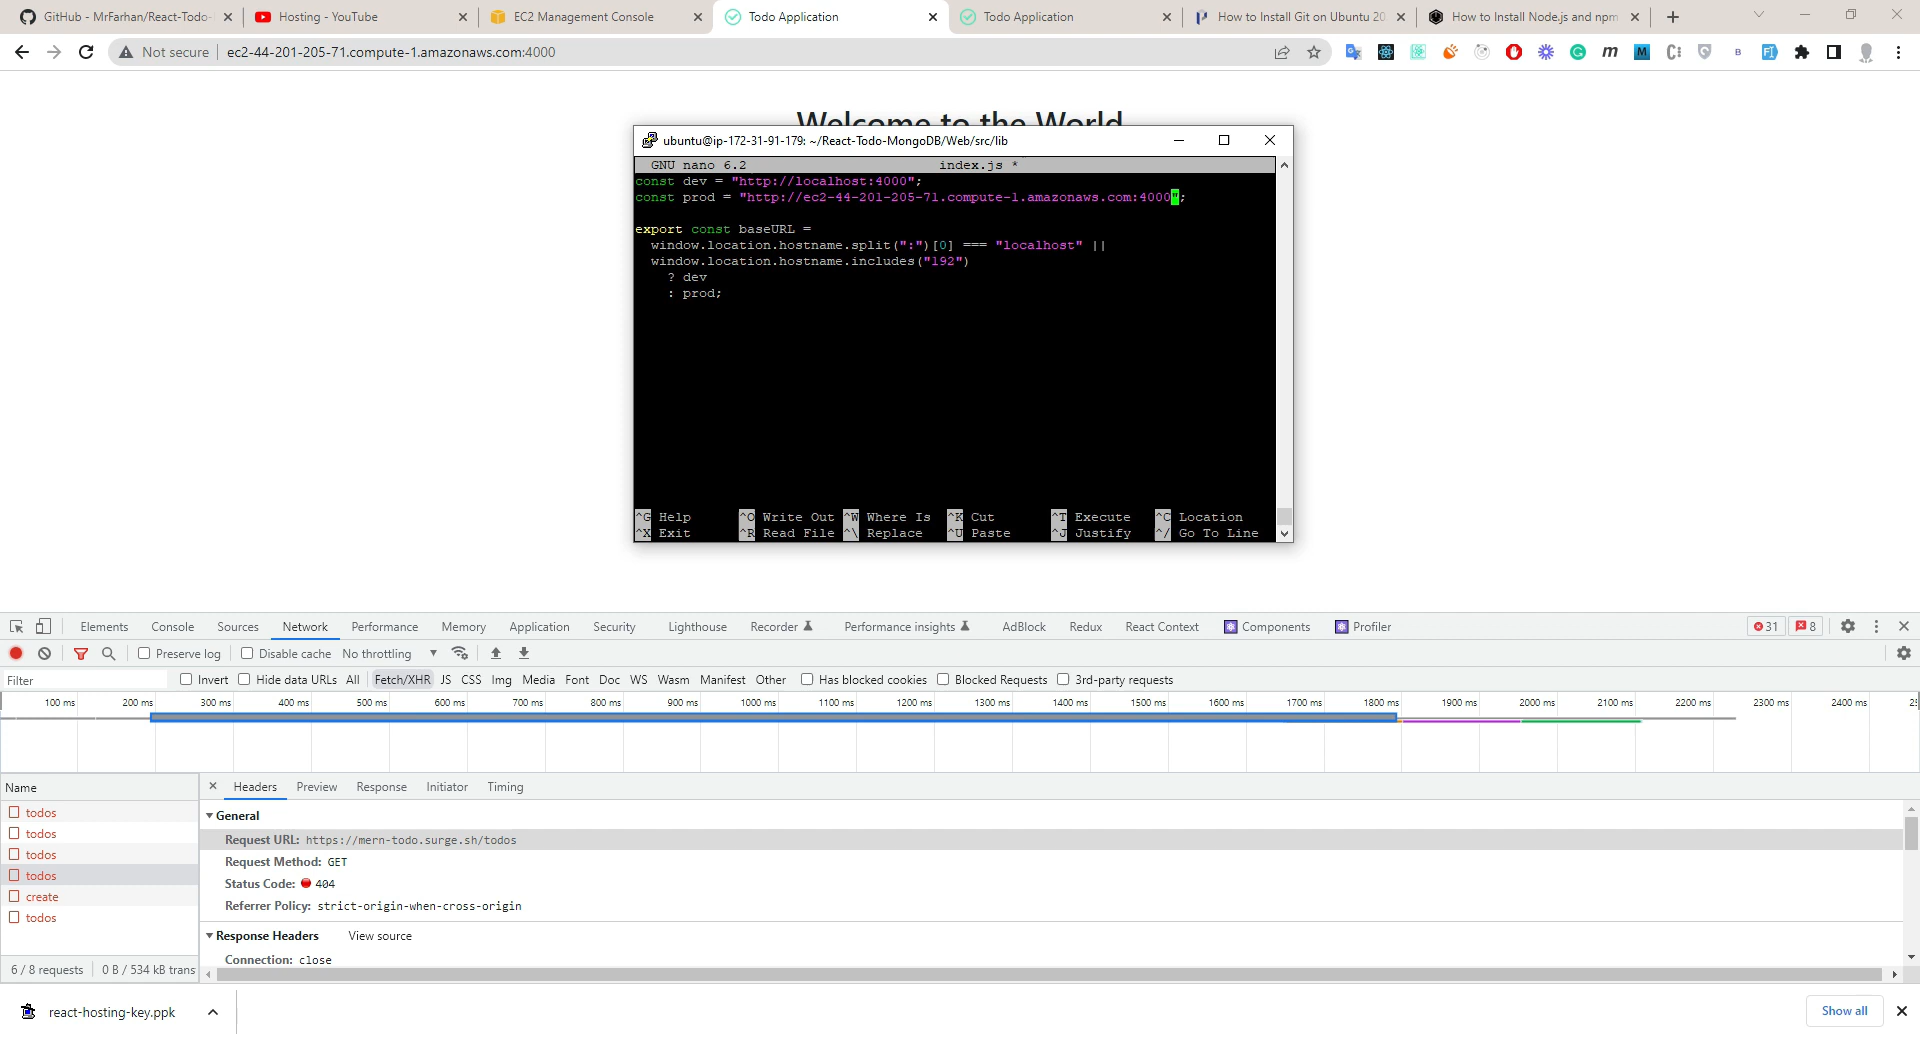 GitHub - MrFarhan/React-Todo-
Hosting - YouTube
EC2 Management Console
Todo Application
Todo Application
How to Install Git on Ubuntu 20
How to Install Node.js and npm
Not secure
ec2-44-201-205-71.compute-1.amazonaws.com:4000
Welcome to the World
ubuntu@ip-172-31-91-179: ~/React-Todo-MongoDB/Web/src/lib
GNU nano 6.2 index.js *
const dev = "http://localhost:4000";
const prod = "http://ec2-44-201-205-71.compute-1.amazonaws.com:4000";
export const baseURL =
window.location.hostname.split(":")[0] === "localhost" ||
window.location.hostname.includes("192")
? dev
: prod;
^G Help ^O Write Out ^W Where Is ^K Cut ^T Execute ^C Location
^X Exit ^R Read File ^\ Replace ^U Paste ^J Justify ^/ Go To Line
Elements Console Sources Network Performance Memory Application Security Lighthouse Recorder Performance insights AdBlock Redux React Context Components Profiler 31 8
Preserve log Disable cache No throttling
Filter Invert Hide data URLs All Fetch/XHR JS CSS Img Media Font Doc WS Wasm Manifest Other Has blocked cookies Blocked Requests 3rd-party requests
100 ms 200 ms 300 ms 400 ms 500 ms 600 ms 700 ms 800 ms 900 ms 1000 ms 1100 ms 1200 ms 1300 ms 1400 ms 1500 ms 1600 ms 1700 ms 1800 ms 1900 ms 2000 ms 2100 ms 2200 ms 2300 ms 2400 ms
Name
todos
todos
todos
todos
create
todos
6 / 8 requests 0 B / 534 kB trans
Headers Preview Response Initiator Timing
General
Request URL: https://mern-todo.surge.sh/todos
Request Method: GET
Status Code: 404
Referrer Policy: strict-origin-when-cross-origin
Response Headers View source
Connection: close
react-hosting-key.ppk
Show all